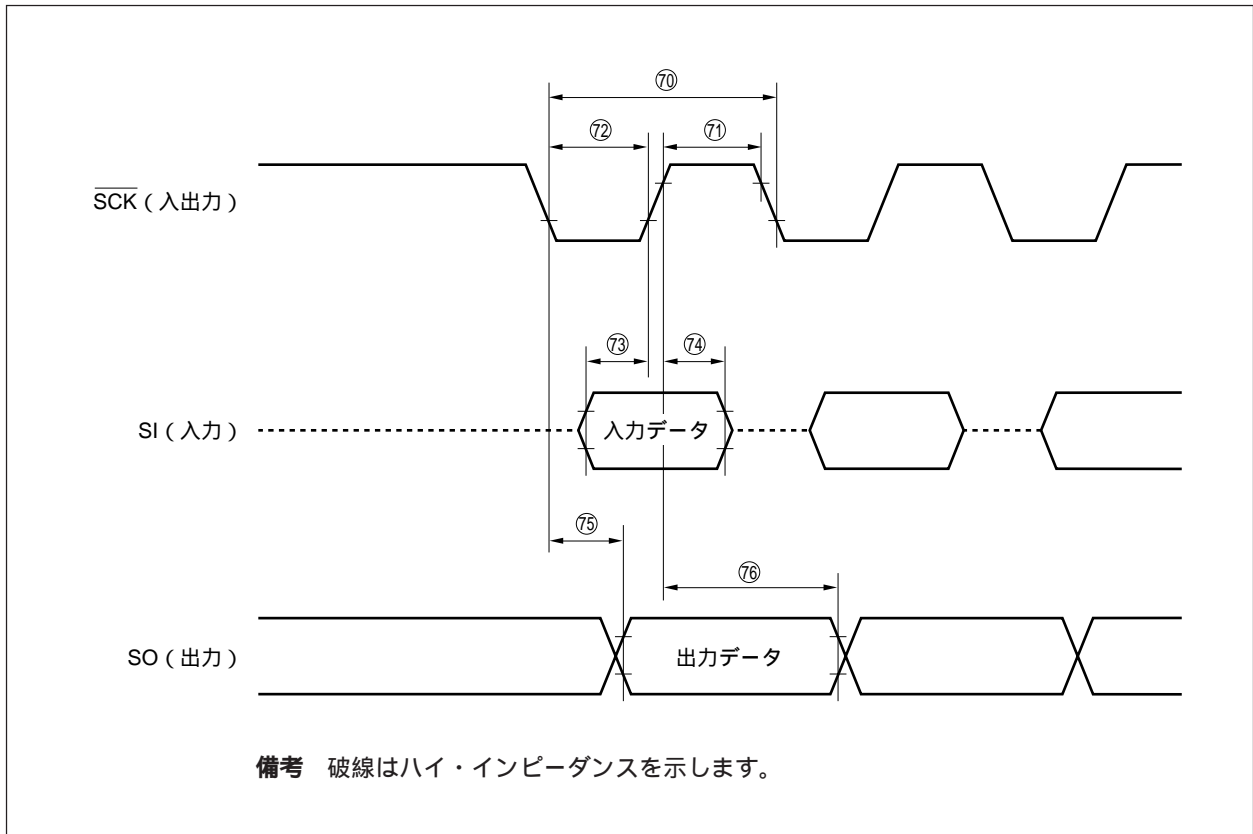 ⑦⓪
⑦② ⑦①
SCK（入出力）
⑦③ ⑦④
SI（入力） 入力データ
⑦⑤
⑦⑥
SO（出力） 出力データ
備考　破線はハイ・インピーダンスを示します。